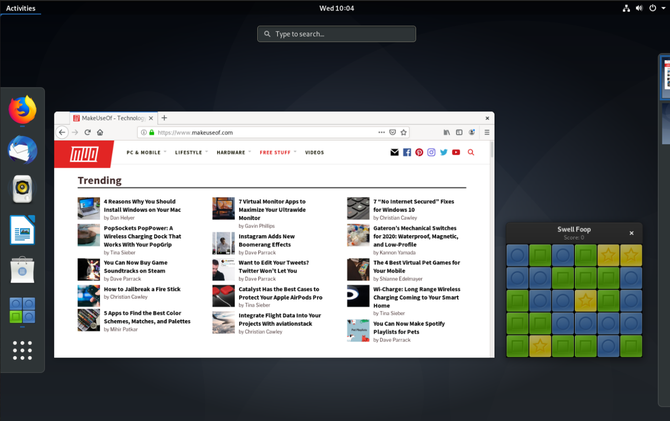 Activities
Wed 10:04
Type to search...
MakeUseOf - Technolog
https://www.makeuseof.com
MUO
PC & MOBILE
LIFESTYLE
HARDWARE
FREE STUFF
VIDEOS
Trending
4 Reasons Why You Should
Install Windows on Your Mac
by Dan Helyer
PopSockets PopPower: A
Wireless Charging Dock That
Works With Your PopGrip
by Tina Sieber
You Can Now Buy Game
Soundtracks on Steam
by Dave Parrack
How to Jailbreak a Fire Stick
by Christian Cawley
5 Apps to Find the Best Color
Schemes, Matches, and Palettes
by Mihir Patkar
7 Virtual Monitor Apps to
Maximize Your Ultrawide
Monitor
by Gavin Phillips
Instagram Adds New
Boomerang Effects
by Dave Parrack
Want to Edit Your Tweets?
Twitter Won't Let You
by Dave Parrack
Catalyst Has the Best Cases to
Protect Your Apple AirPods Pro
by Tina Sieber
Integrate Flight Data Into Your
Projects With aviationstack
by Christian Cawley
7 "No Internet Secured" Fixes
for Windows 10
by Christian Cawley
Gateron's Mechanical Switches
for 2020: Waterproof, Magnetic,
and Low-Profile
by Kannon Yamada
The 4 Best Virtual Pet Games for
Your Mobile
by Shianne Edelmayer
Wi-Charge: Long Range Wireless
Charging Coming to Your Smart
Home
by Tina Sieber
You Can Now Make Spotify
Playlists for Pets
by Dave Parrack
Swell Foop
Score: 0